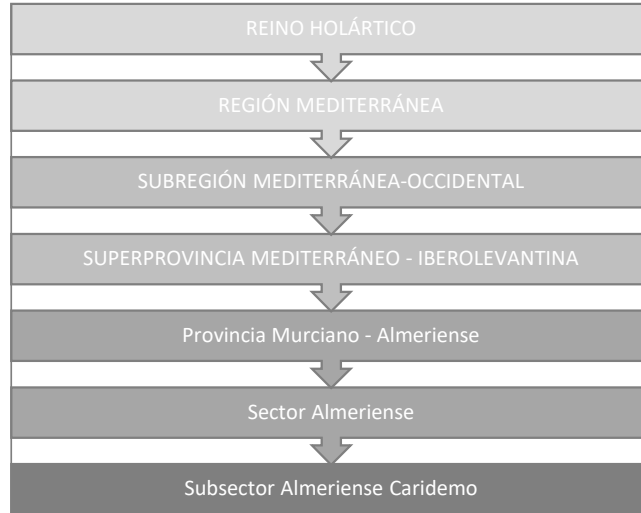 REINO HOLÁRTICO
REGIÓN MEDITERRÁNEA
SUBREGIÓN MEDITERRÁNEA-OCCIDENTAL
SUPERPROVINCIA MEDITERRÁNEO - IBEROLEVANTINA
Provincia Murciano - Almeriense
Sector Almeriense
Subsector Almeriense Caridemo